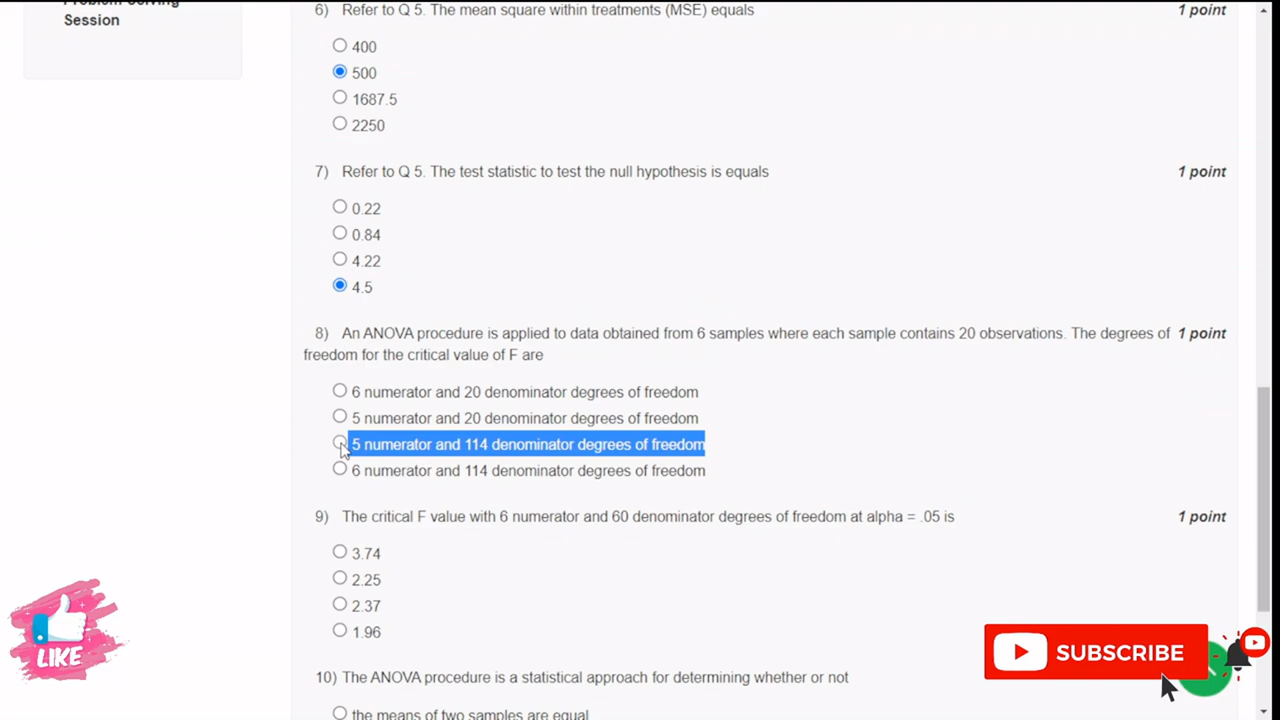 Problem Solving
Session
6) Refer to Q 5. The mean square within treatments (MSE) equals 1 point
400
500
1687.5
2250
7) Refer to Q 5. The test statistic to test the null hypothesis is equals 1 point
0.22
0.84
4.22
4.5
8) An ANOVA procedure is applied to data obtained from 6 samples where each sample contains 20 observations. The degrees of 1 point
freedom for the critical value of F are
6 numerator and 20 denominator degrees of freedom
5 numerator and 20 denominator degrees of freedom
5 numerator and 114 denominator degrees of freedom
6 numerator and 114 denominator degrees of freedom
9) The critical F value with 6 numerator and 60 denominator degrees of freedom at alpha = .05 is 1 point
3.74
2.25
2.37
1.96
LIKE
SUBSCRIBE
10) The ANOVA procedure is a statistical approach for determining whether or not
the means of two samples are equal